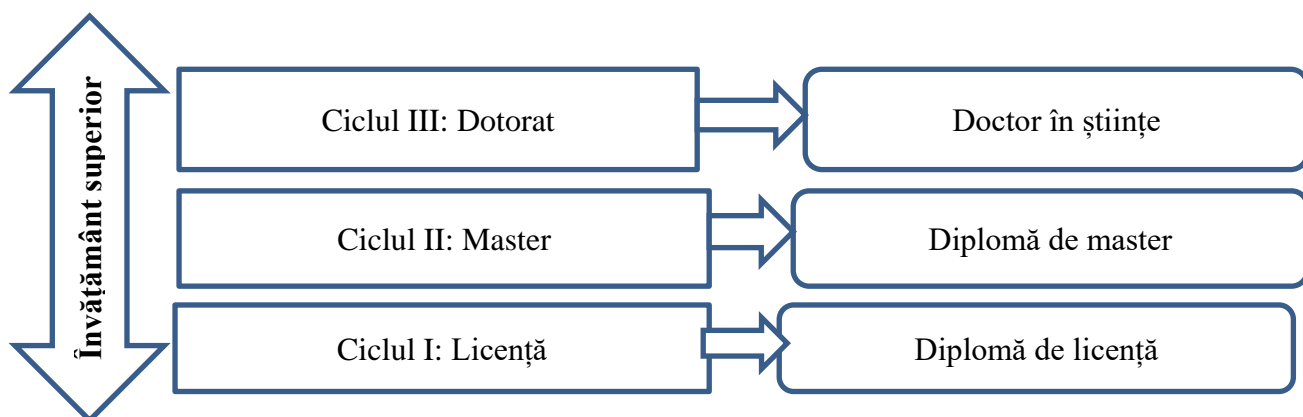 Învățământ superior
Ciclul III: Dotorat
Doctor în științe
Ciclul II: Master
Diplomă de master
Ciclul I: Licență
Diplomă de licență